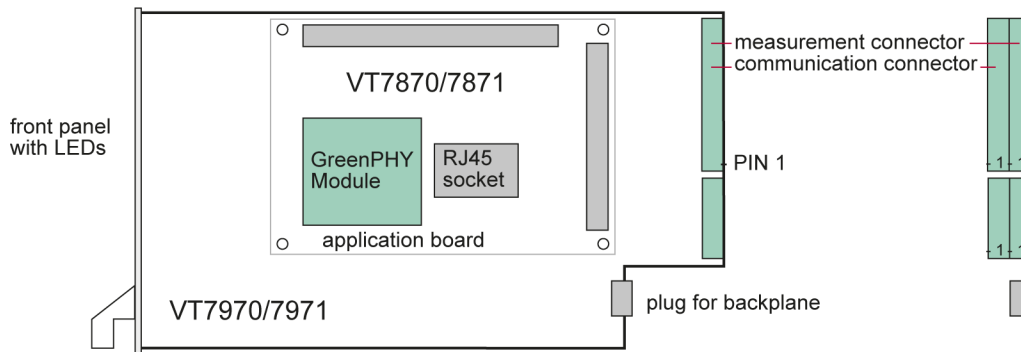 measurement connector
VT7870/7871
communication connector
front panel
with LEDs
GreenPHY
Module
RJ45
socket
PIN 1
1
1
application board
1
1
VT7970/7971
plug for backplane